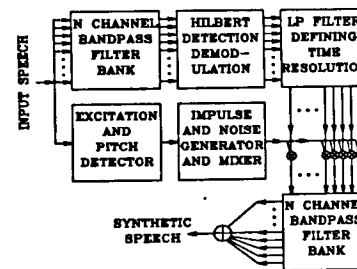 N CHANNEL
BANDPASS
FILTER
BANK
HILBERT
DETECTION
DEMOD-
ULATION
LP FILTER
DEFINING
TIME
RESOLUTION
INPUT SPEECH
EXCITATION
AND
PITCH
DETECTOR
IMPULSE
AND NOISE
GENERATOR
AND MIXER
N CHANNEL
BANDPASS
FILTER
BANK
SYNTHETIC
SPEECH